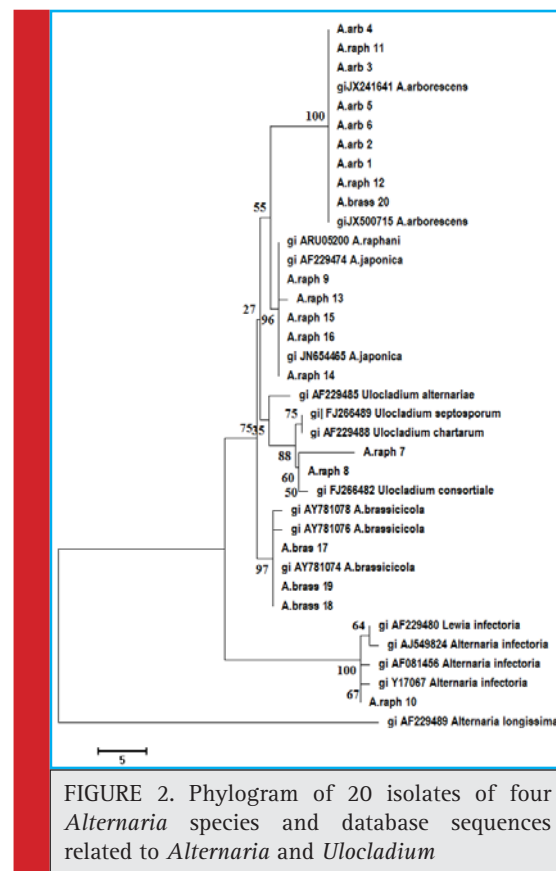 A.arb 4
A.raph 11
A.arb 3
giJX241641 A.arborescens
A.arb 5
100
A.arb 6
A.arb 2
A.arb 1
A.raph 12
A.brass 20
55
giJX500715 A.arborescens
gi ARU05200 A.raphani
gi AF229474 A.japonica
A.raph 9
A.raph 13
27
96
A.raph 15
A.raph 16
gi JN654465 A.japonica
A.raph 14
gi AF229485 Ulocladium alternariae
75 gi| FJ266489 Ulocladium septosporum
7535
gi AF229488 Ulocladium chartarum
88
A.raph 7
A.raph 8
60
50 gi FJ266482 Ulocladium consortiale
gi AY781078 A.brassicicola
gi AY781076 A.brassicicola
A.bras 17
97
gi AY781074 A.brassicicola
A.brass 19
A.brass 18
64 gi AF229480 Lewia infectoria
gi AJ549824 Alternaria infectoria
gi AF081456 Alternaria infectoria
100
gi Y17067 Alternaria infectoria
67
A.raph 10
gi AF229489 Alternaria longissima
5
FIGURE 2. Phylogram of 20 isolates of four
Alternaria species and database sequences
related to Alternaria and Ulocladium